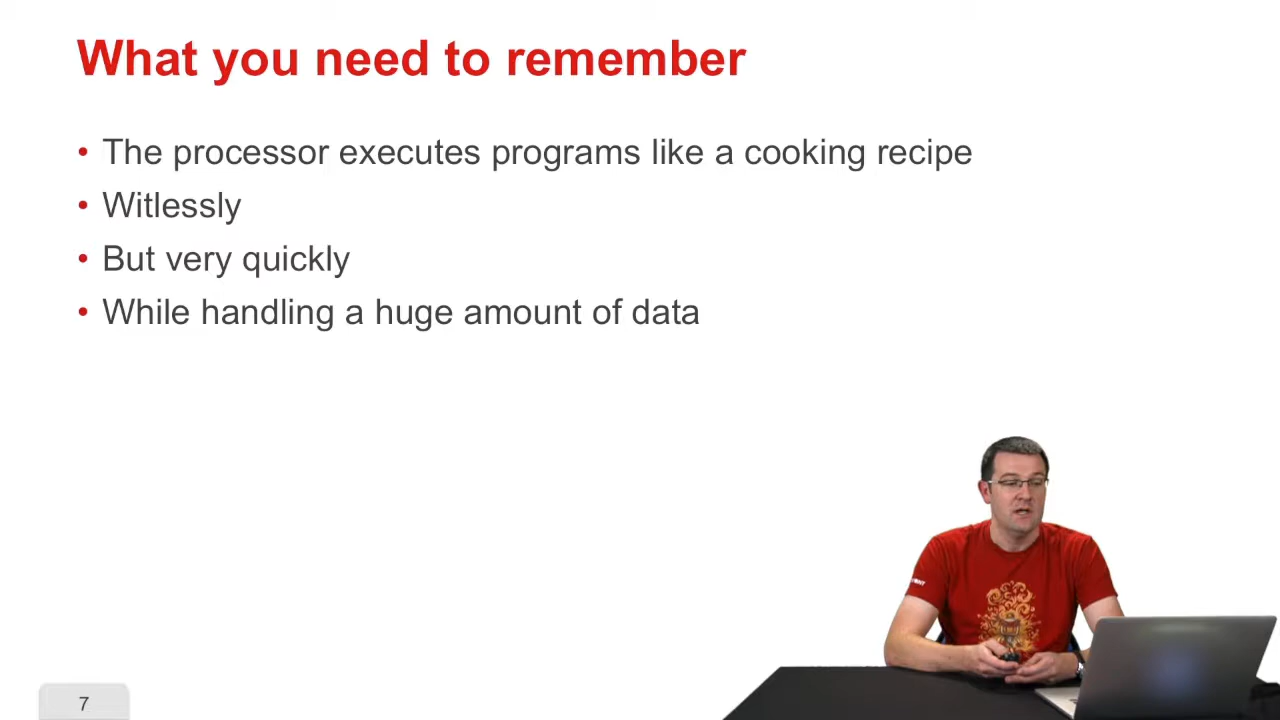 What you need to remember
• The processor executes programs like a cooking recipe
• Witlessly
• But very quickly
• While handling a huge amount of data
7